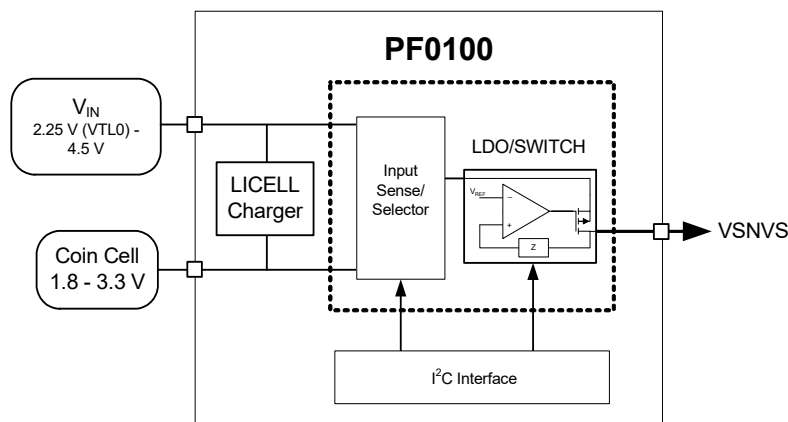 PF0100
V_IN
2.25 V (VTL0) -
4.5 V
LICELL
Charger
Coin Cell
1.8 - 3.3 V
Input
Sense/
Selector
LDO/SWITCH
V_REF
−
+
Z
VSNVS
I²C Interface